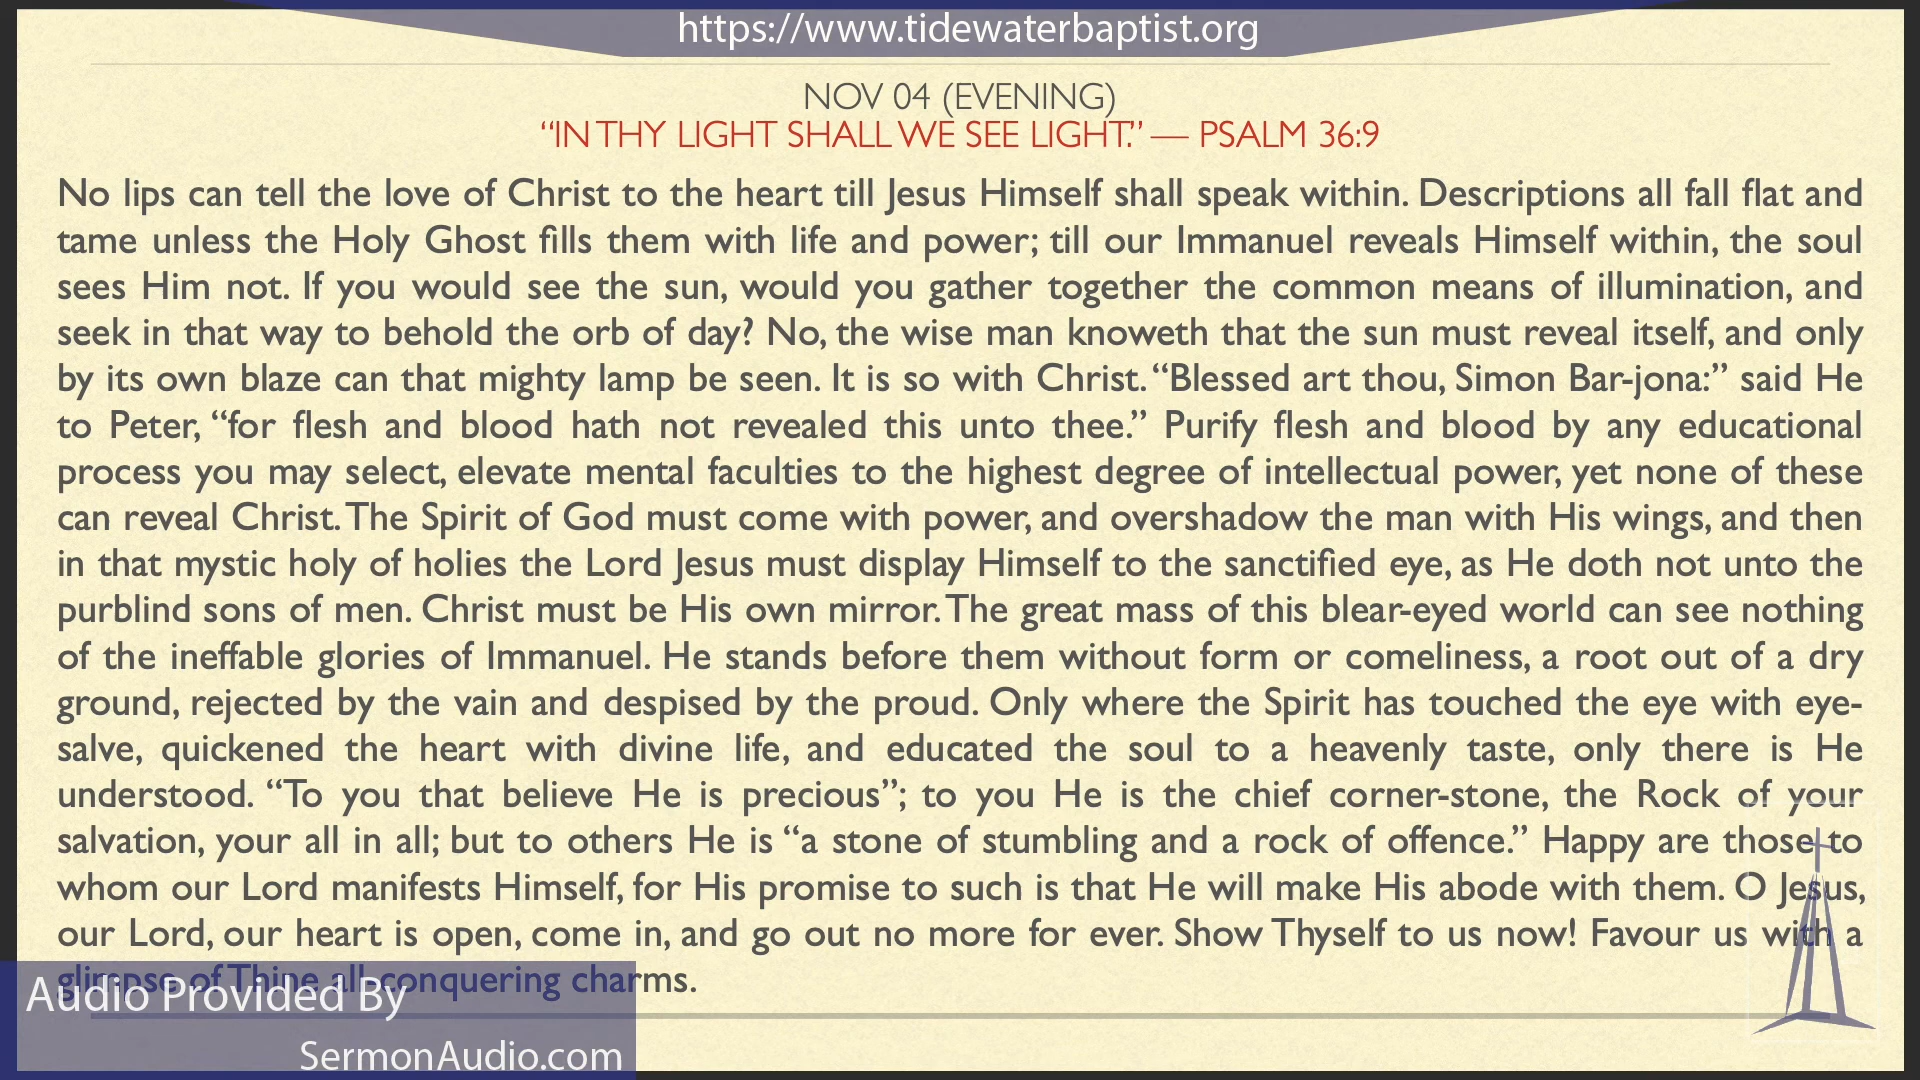 https://www.tidewaterbaptist.org
NOV 04 (EVENING)
“IN THY LIGHT SHALL WE SEE LIGHT.” — PSALM 36:9
No lips can tell the love of Christ to the heart till Jesus Himself shall speak within. Descriptions all fall flat and
tame unless the Holy Ghost fills them with life and power; till our Immanuel reveals Himself within, the soul
sees Him not. If you would see the sun, would you gather together the common means of illumination, and
seek in that way to behold the orb of day? No, the wise man knoweth that the sun must reveal itself, and only
by its own blaze can that mighty lamp be seen. It is so with Christ. “Blessed art thou, Simon Bar-jona:” said He
to Peter, “for flesh and blood hath not revealed this unto thee.” Purify flesh and blood by any educational
process you may select, elevate mental faculties to the highest degree of intellectual power, yet none of these
can reveal Christ. The Spirit of God must come with power, and overshadow the man with His wings, and then
in that mystic holy of holies the Lord Jesus must display Himself to the sanctified eye, as He doth not unto the
purblind sons of men. Christ must be His own mirror. The great mass of this blear-eyed world can see nothing
of the ineffable glories of Immanuel. He stands before them without form or comeliness, a root out of a dry
ground, rejected by the vain and despised by the proud. Only where the Spirit has touched the eye with eye-
salve, quickened the heart with divine life, and educated the soul to a heavenly taste, only there is He
understood. “To you that believe He is precious”; to you He is the chief corner-stone, the Rock of your
salvation, your all in all; but to others He is “a stone of stumbling and a rock of offence.” Happy are those to
whom our Lord manifests Himself, for His promise to such is that He will make His abode with them. O Jesus,
our Lord, our heart is open, come in, and go out no more for ever. Show Thyself to us now! Favour us with a
glimpse of Thine all-conquering charms.
Audio Provided By
SermonAudio.com